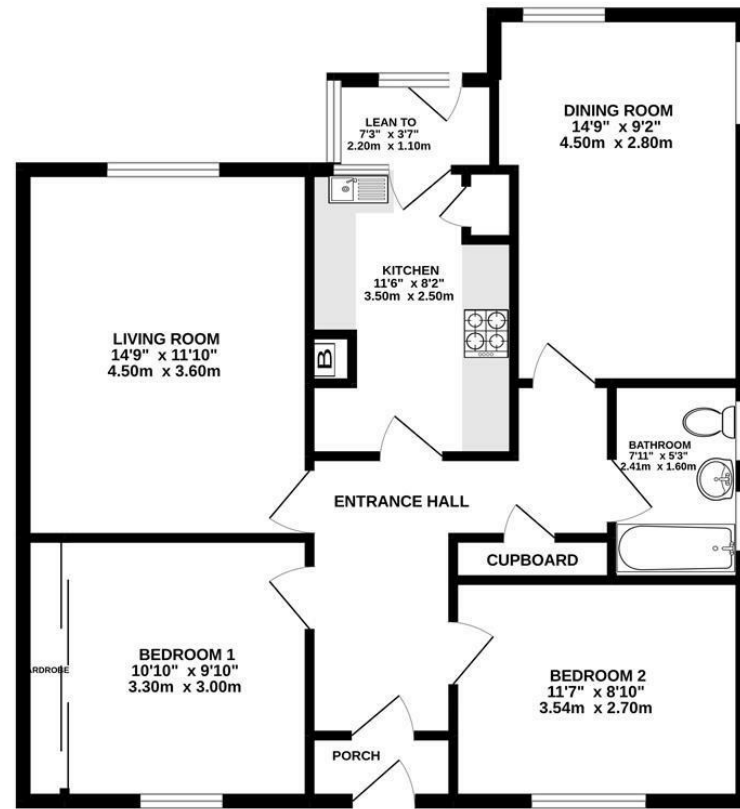 LEAN TO
7'3" x 3'7"
2.20m x 1.10m
DINING ROOM
14'9" x 9'2"
4.50m x 2.80m
KITCHEN
11'6" x 8'2"
3.50m x 2.50m
LIVING ROOM
14'9" x 11'10"
4.50m x 3.60m
B
BATHROOM
7'11" x 5'3"
2.41m x 1.60m
ENTRANCE HALL
CUPBOARD
BEDROOM 1
10'10" x 9'10"
3.30m x 3.00m
ARDROBE
BEDROOM 2
11'7" x 8'10"
3.54m x 2.70m
PORCH